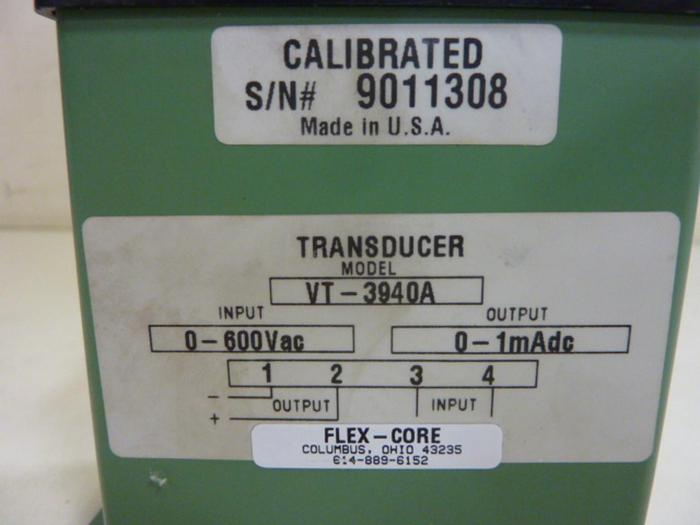 CALIBRATED
S/N# 9011308
Made in U.S.A.
TRANSDUCER
MODEL
VT-3940A
INPUT OUTPUT
0-600Vac 0-1mAdc
1 2 3 4
- OUTPUT INPUT
+
FLEX-CORE
COLUMBUS, OHIO 43235
614-889-6152